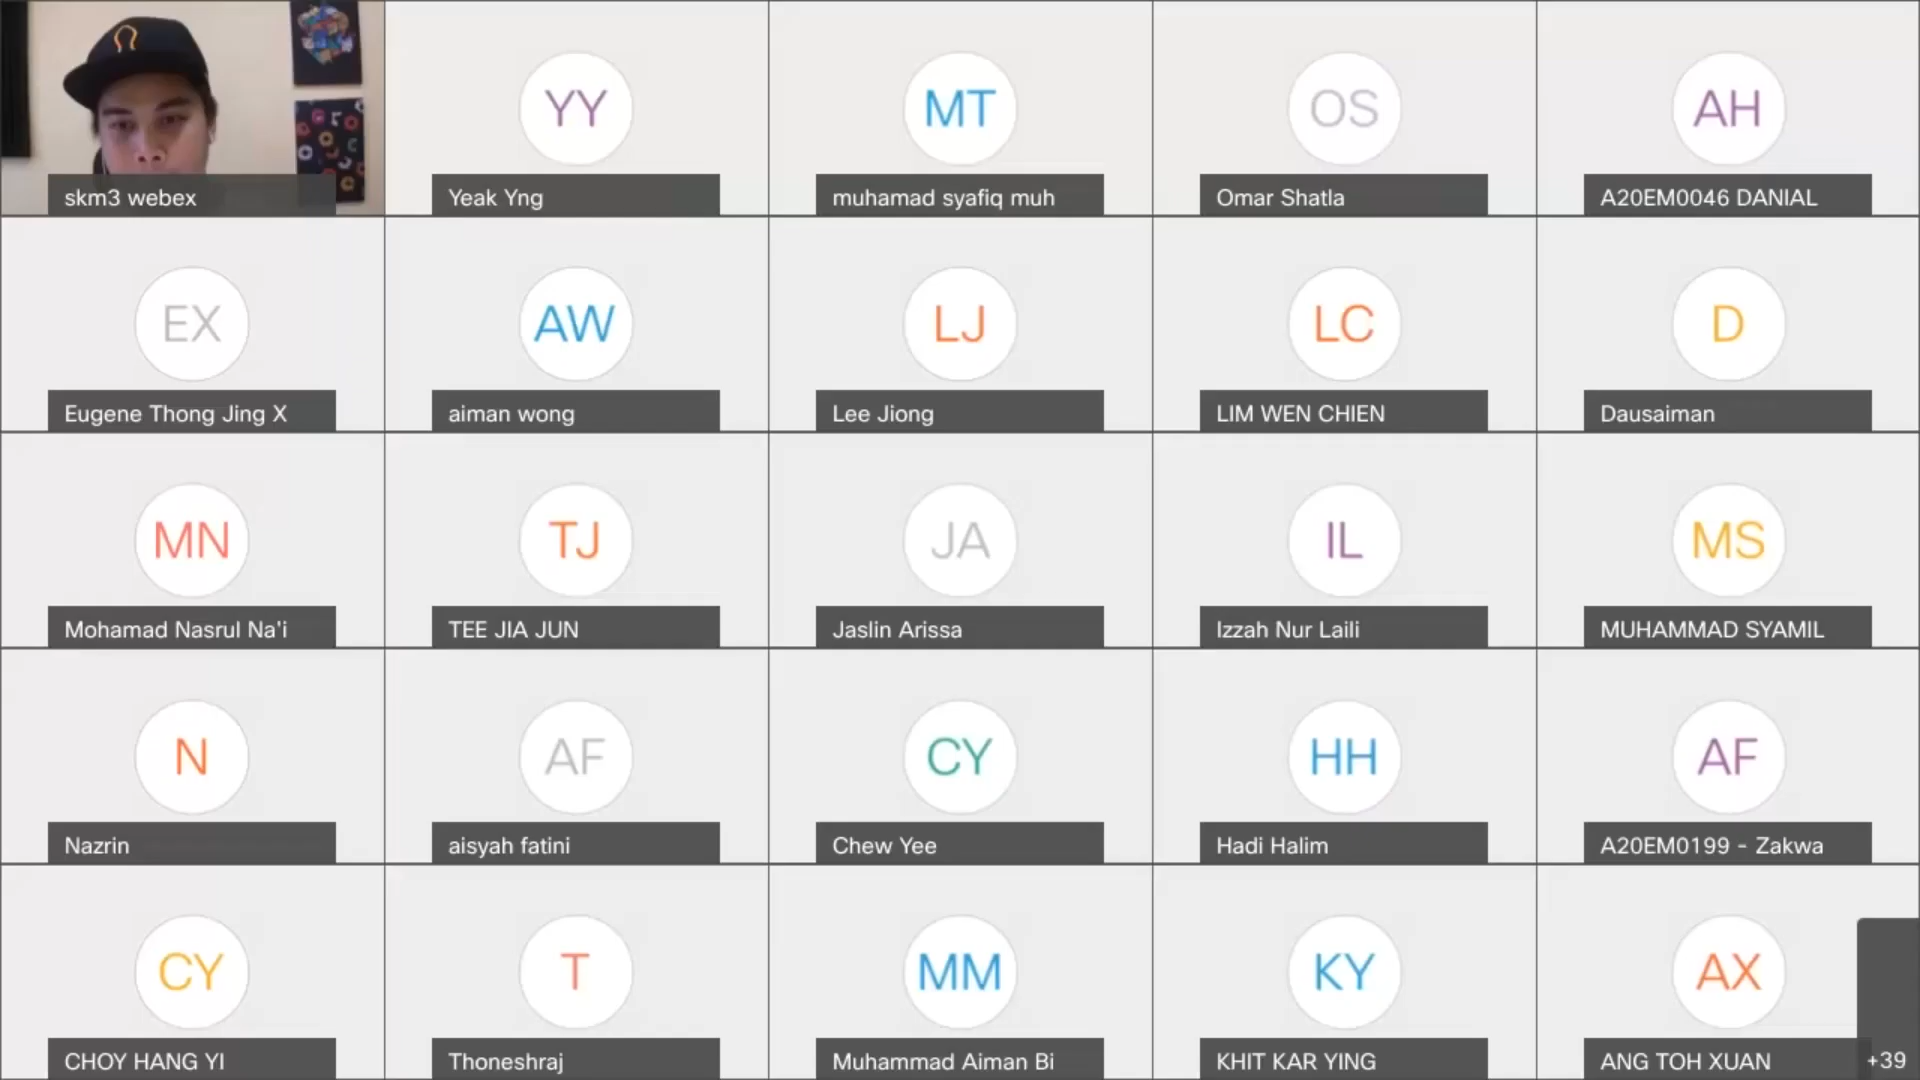 skm3 webex
YY
Yeak Yng
MT
muhamad syafiq muh
OS
Omar Shatla
AH
A20EM0046 DANIAL
EX
Eugene Thong Jing X
AW
aiman wong
LJ
Lee Jiong
LC
LIM WEN CHIEN
D
Dausaiman
MN
Mohamad Nasrul Na'i
TJ
TEE JIA JUN
JA
Jaslin Arissa
IL
Izzah Nur Laili
MS
MUHAMMAD SYAMIL
N
Nazrin
AF
aisyah fatini
CY
Chew Yee
HH
Hadi Halim
AF
A20EM0199 - Zakwa
CY
CHOY HANG YI
T
Thoneshraj
MM
Muhammad Aiman Bi
KY
KHIT KAR YING
AX
ANG TOH XUAN
+39